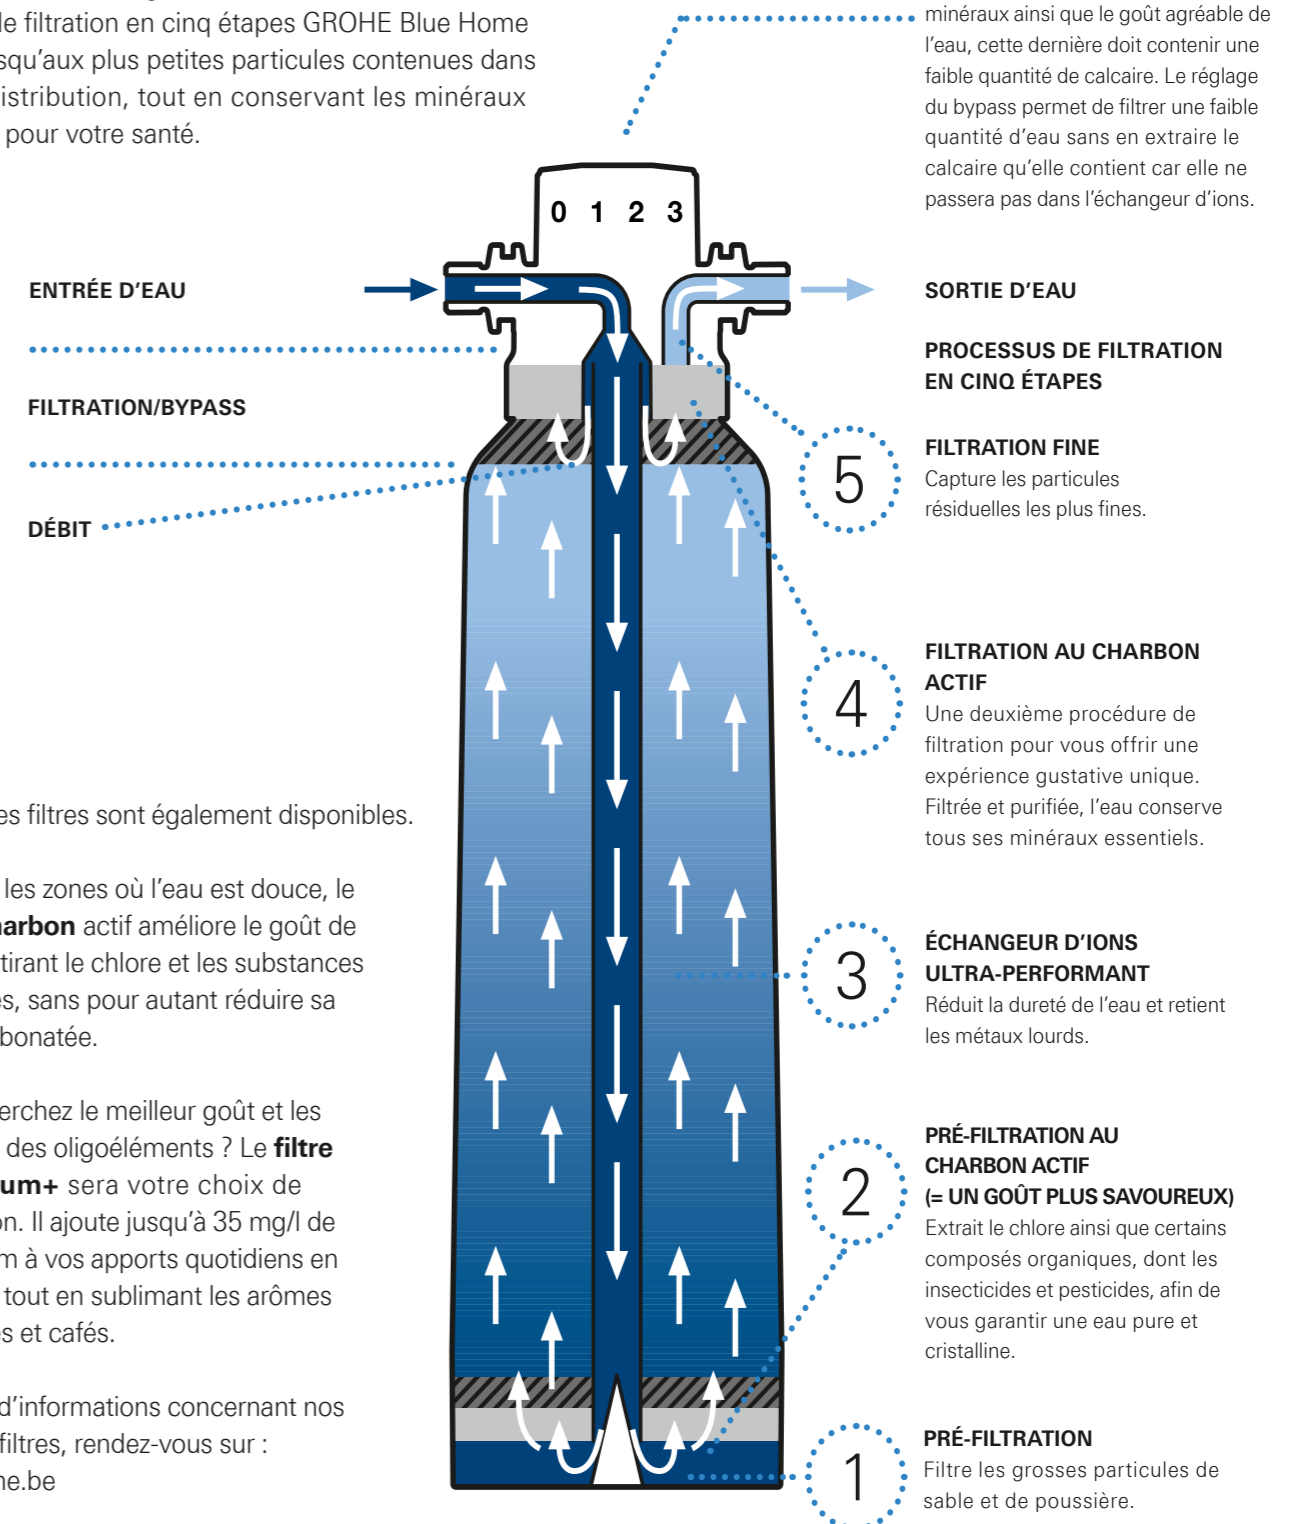 de filtration en cinq étapes GROHE Blue Home
squ'aux plus petites particules contenues dans
istribution, tout en conservant les minéraux
pour votre santé.
minéraux ainsi que le goût agréable de
l'eau, cette dernière doit contenir une
faible quantité de calcaire. Le réglage
du bypass permet de filtrer une faible
quantité d'eau sans en extraire le
calcaire qu'elle contient car elle ne
passera pas dans l'échangeur d'ions.
0 1 2 3
ENTRÉE D'EAU
FILTRATION/BYPASS
DÉBIT
SORTIE D'EAU
PROCESSUS DE FILTRATION
EN CINQ ÉTAPES
5
FILTRATION FINE
Capture les particules
résiduelles les plus fines.
4
FILTRATION AU CHARBON
ACTIF
Une deuxième procédure de
filtration pour vous offrir une
expérience gustative unique.
Filtrée et purifiée, l'eau conserve
tous ses minéraux essentiels.
3
ÉCHANGEUR D'IONS
ULTRA-PERFORMANT
Réduit la dureté de l'eau et retient
les métaux lourds.
2
PRÉ-FILTRATION AU
CHARBON ACTIF
(= UN GOÛT PLUS SAVOUREUX)
Extrait le chlore ainsi que certains
composés organiques, dont les
insecticides et pesticides, afin de
vous garantir une eau pure et
cristalline.
1
PRÉ-FILTRATION
Filtre les grosses particules de
sable et de poussière.
es filtres sont également disponibles.
les zones où l'eau est douce, le
harbon actif améliore le goût de
tirant le chlore et les substances
es, sans pour autant réduire sa
bonatée.
erchez le meilleur goût et les
des oligoéléments ? Le filtre
um+ sera votre choix de
on. Il ajoute jusqu'à 35 mg/l de
m à vos apports quotidiens en
tout en sublimant les arômes
es et cafés.
d'informations concernant nos
filtres, rendez-vous sur :
he.be